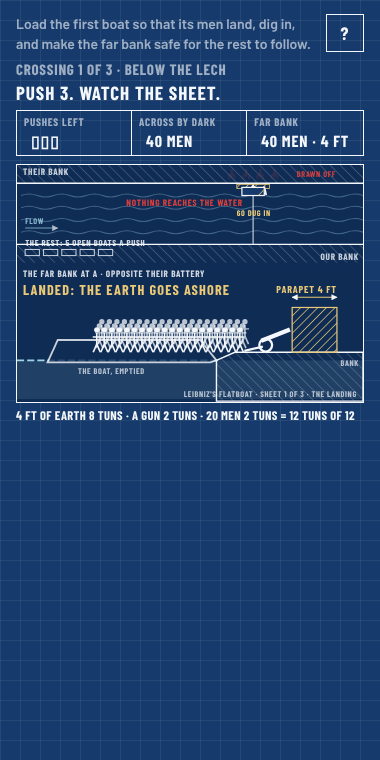 Load the first boat so that its men land, dig in,
and make the far bank safe for the rest to follow.
?
CROSSING 1 OF 3 · BELOW THE LECH
PUSH 3. WATCH THE SHEET.
PUSHES LEFT
ACROSS BY DARK
40 MEN
FAR BANK
40 MEN · 4 FT
THEIR BANK
DRAWN OFF
NOTHING REACHES THE WATER
60 DUG IN
FLOW
THE REST: 5 OPEN BOATS A PUSH
OUR BANK
THE FAR BANK AT A · OPPOSITE THEIR BATTERY
LANDED: THE EARTH GOES ASHORE
PARAPET 4 FT
BANK
THE BOAT, EMPTIED
LEIBNIZ'S FLATBOAT · SHEET 1 OF 3 · THE LANDING
4 FT OF EARTH 8 TUNS · A GUN 2 TUNS · 20 MEN 2 TUNS = 12 TUNS OF 12